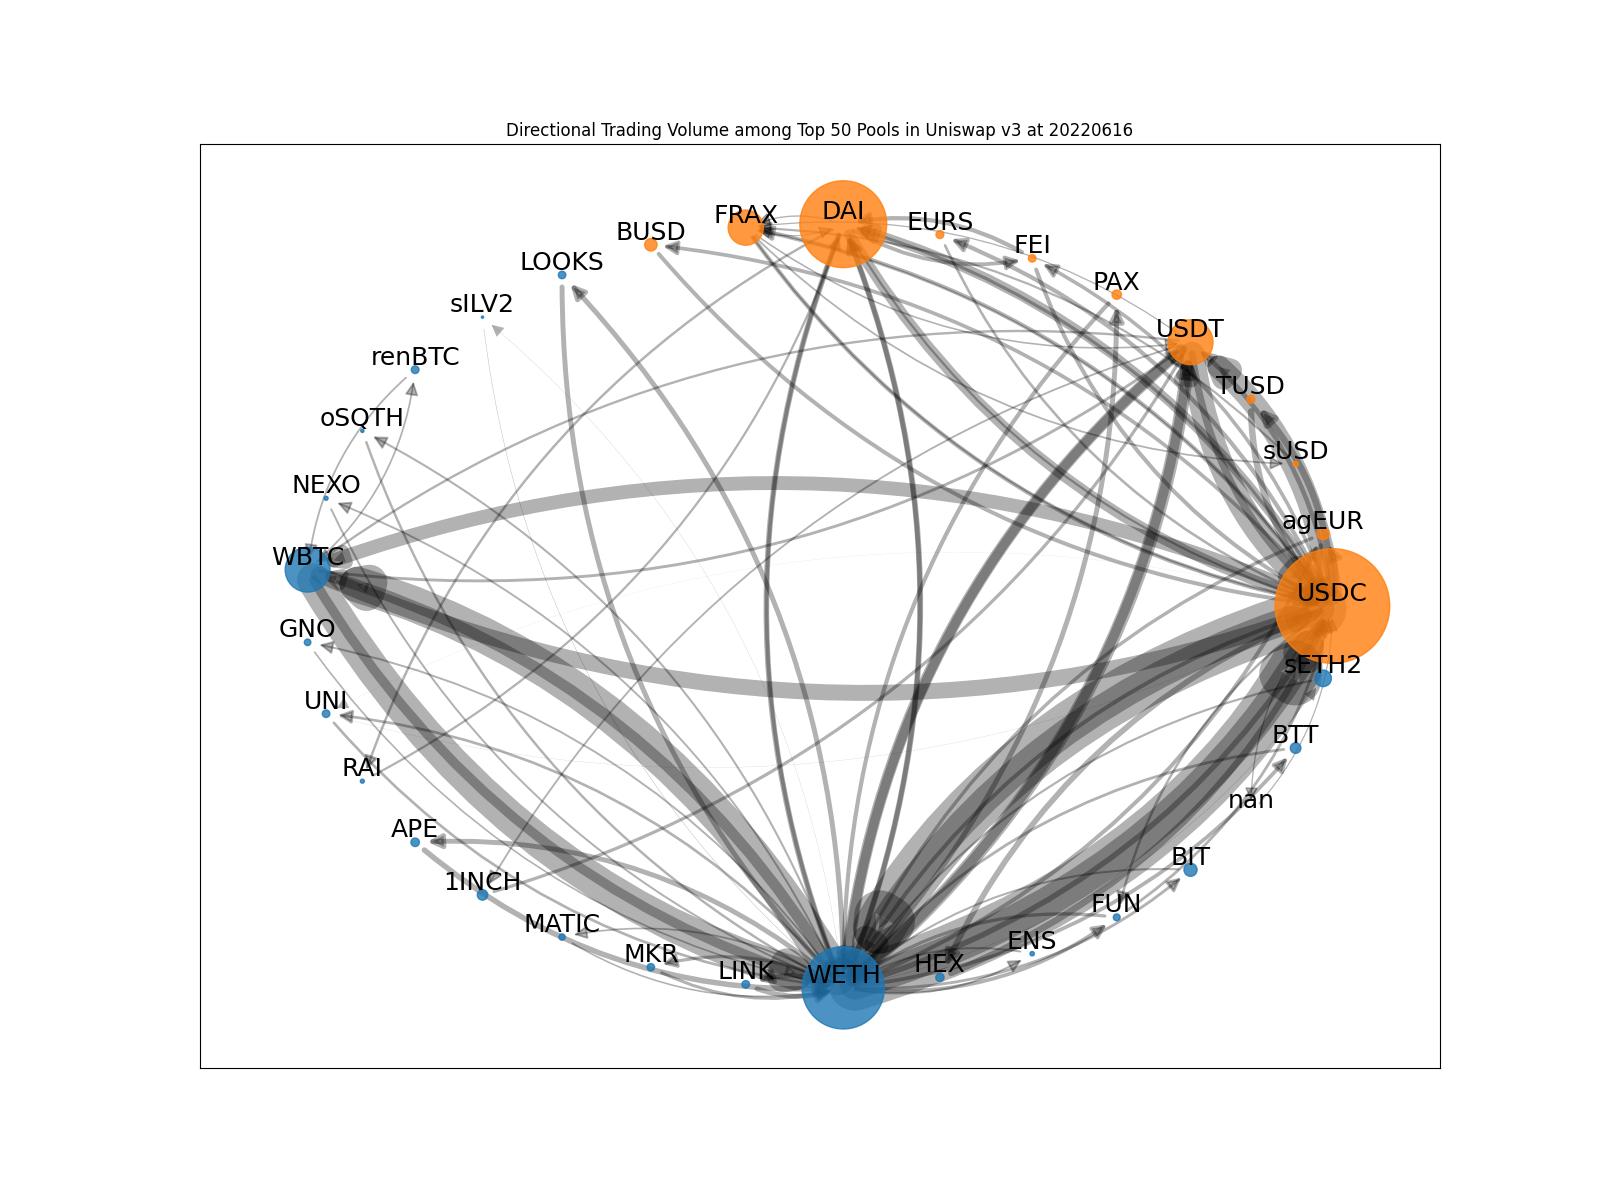 Directional Trading Volume among Top 50 Pools in Uniswap v3 at 20220616
DAI
FRAX
EURS
BUSD
FEI
LOOKS
PAX
sILV2
USDT
renBTC
TUSD
oSQTH
sUSD
NEXO
agEUR
WBTC
USDC
GNO
sETH2
UNI
BTT
RAI
nan
APE
BIT
1INCH
FUN
MATIC
ENS
MKR
HEX
LINK
WETH